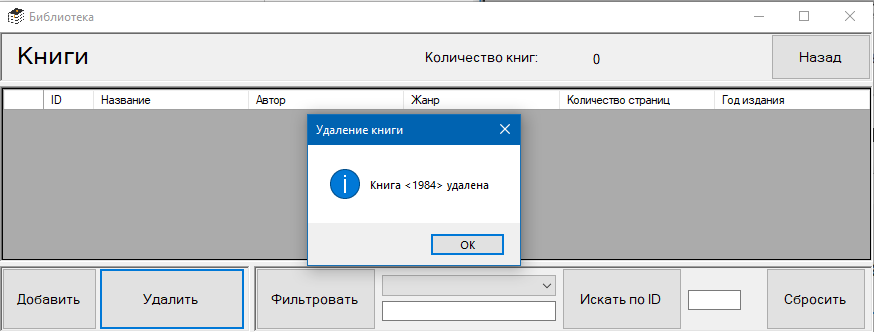 Библиотека
Книги
Количество книг: 0
Назад
ID Название Автор Жанр Количество страниц Год издания
Удаление книги
Книга <1984> удалена
OK
Добавить
Удалить
Фильтровать
Искать по ID
Сбросить